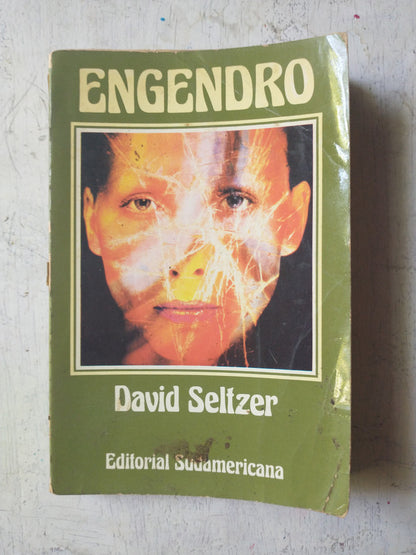 ENGENDRO
David Seltzer
Editorial Sudamericana